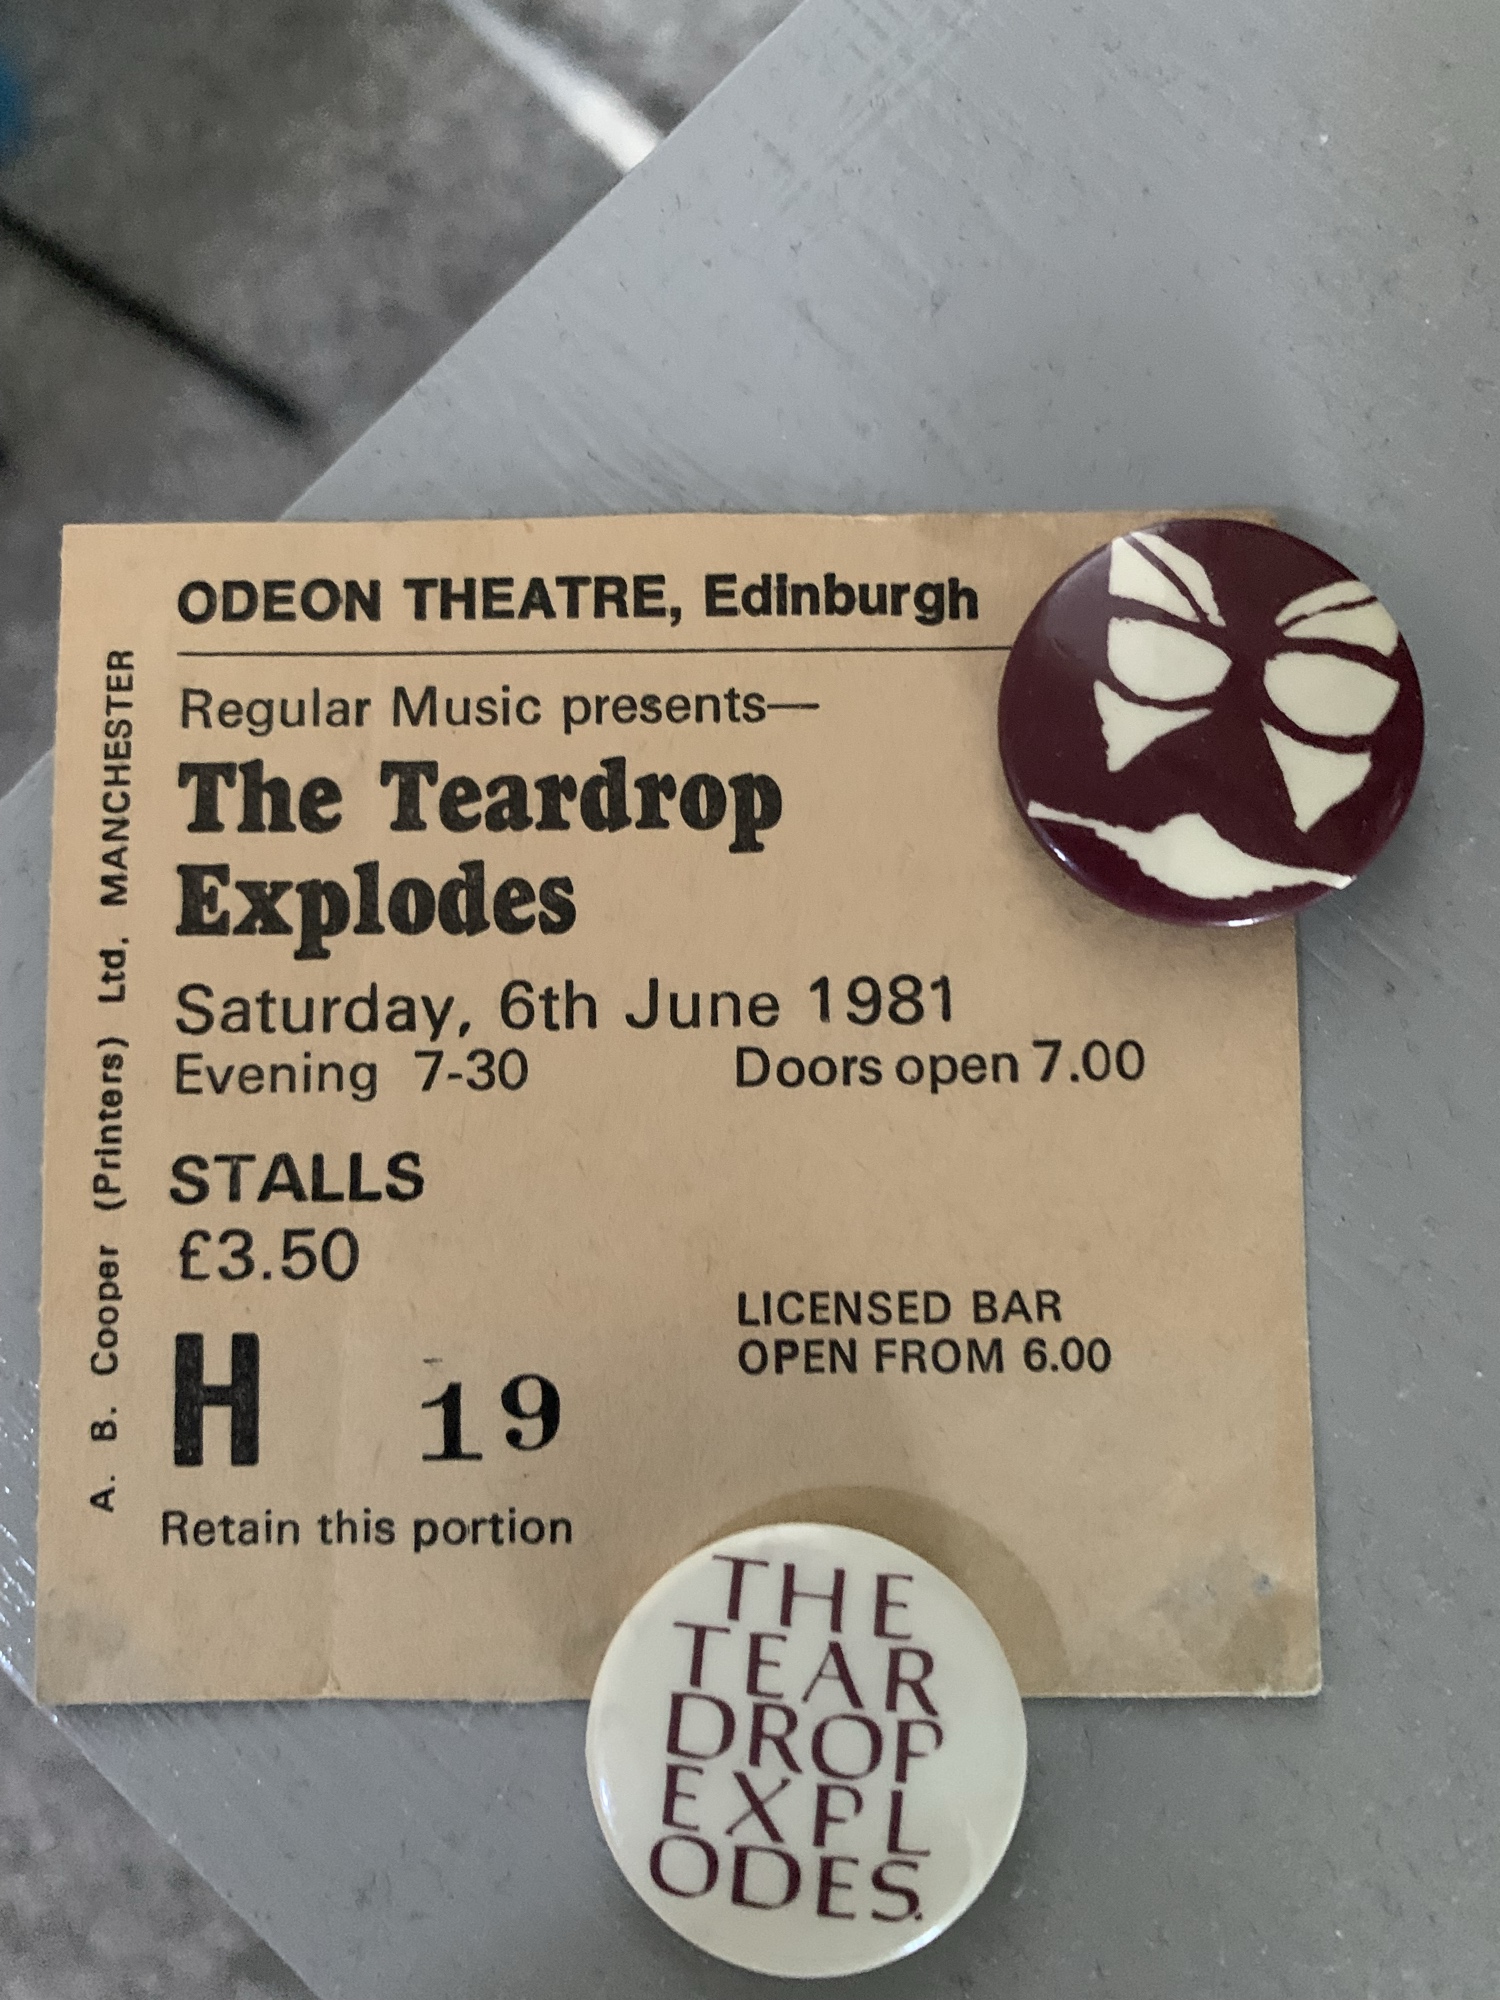 ODEON THEATRE, Edinburgh
Regular Music presents—
The Teardrop
Explodes
Saturday, 6th June 1981
Evening 7-30 Doors open 7.00
STALLS
£3.50
LICENSED BAR
OPEN FROM 6.00
H 19
Retain this portion
A. B. Cooper (Printers) Ltd. MANCHESTER
THE
TEAR
DROP
EXPL
ODES.